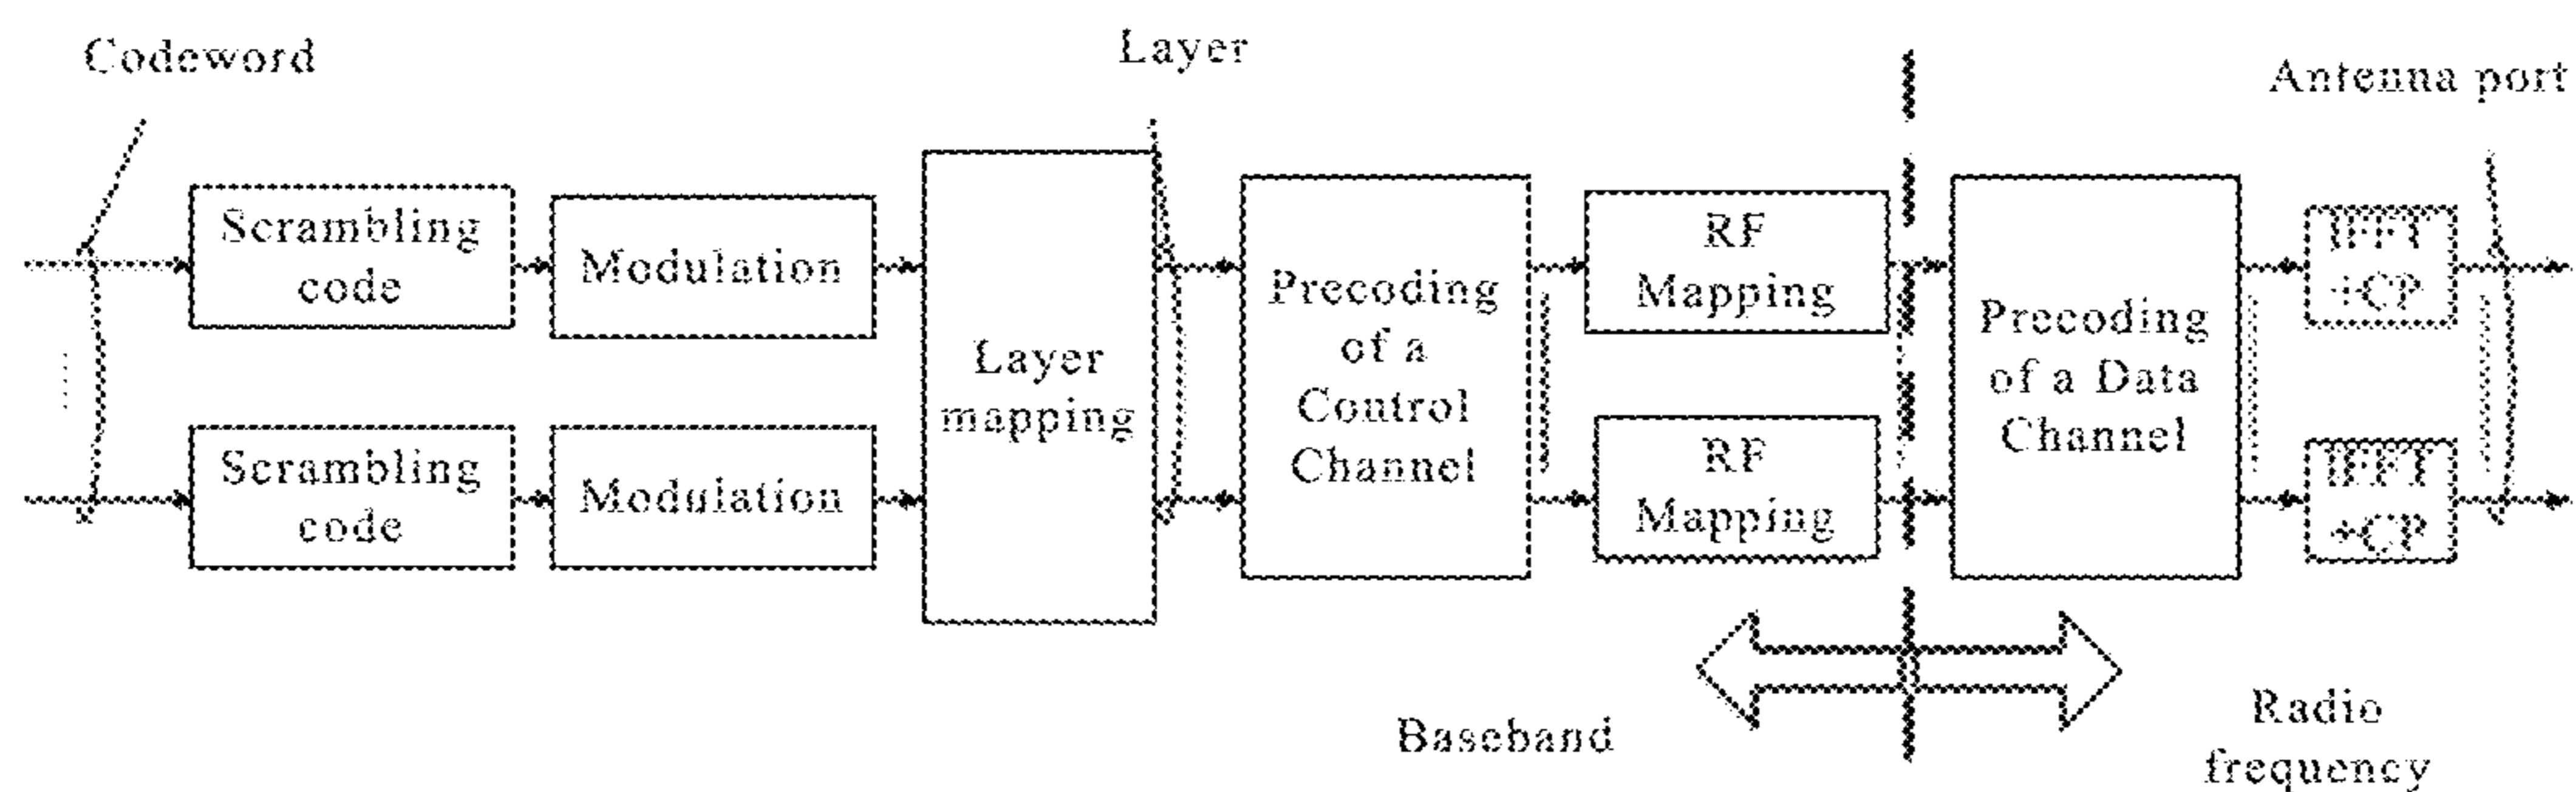 Codeword
Layer
Antenna port
Scrambling
code
Modulation
Layer
mapping
Precoding
of a
Control
Channel
RF
Mapping
Precoding
of a Data
Channel
IFFT
+CP
Scrambling
code
Modulation
RF
Mapping
IFFT
+CP
Baseband
Radio
frequency